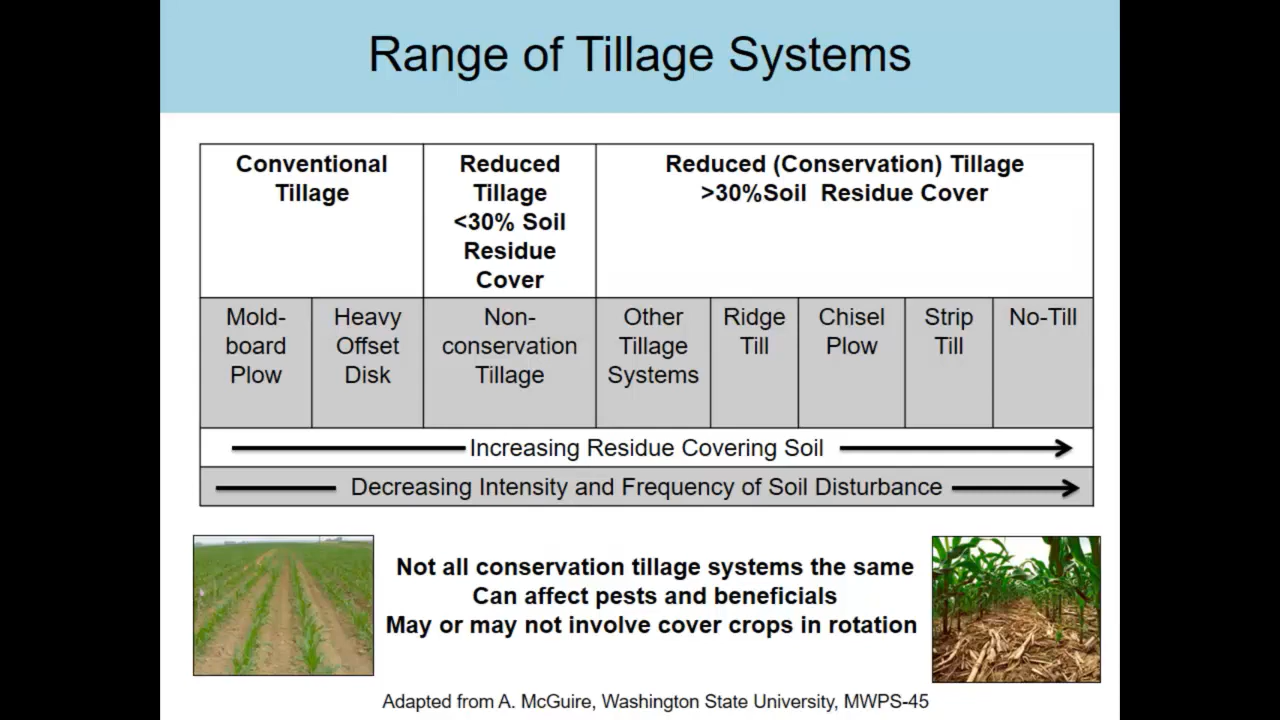 Range of Tillage Systems
Conventional
Tillage
Reduced
Tillage
<30% Soil
Residue
Cover
Reduced (Conservation) Tillage
>30%Soil  Residue Cover
Mold-
board
Plow
Heavy
Offset
Disk
Non-
conservation
Tillage
Other
Tillage
Systems
Ridge
Till
Chisel
Plow
Strip
Till
No-Till
Increasing Residue Covering Soil
Decreasing Intensity and Frequency of Soil Disturbance
Not all conservation tillage systems the same
Can affect pests and beneficials
May or may not involve cover crops in rotation
Adapted from A. McGuire, Washington State University, MWPS-45